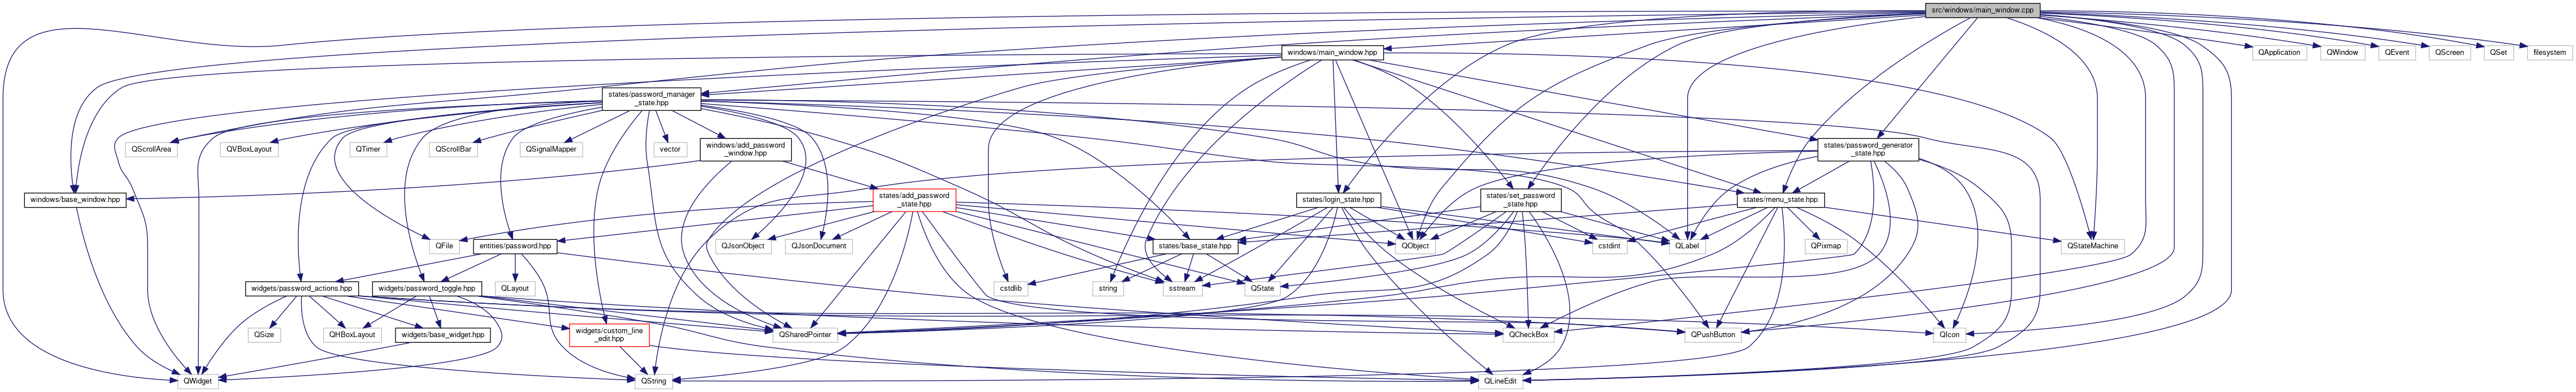 src/windows/main_window.cpp
windows/main_window.hpp
QApplication
QWindow
QEvent
QScreen
QSet
filesystem
states/password_manager
_state.hpp
QScrollArea
QVBoxLayout
QTimer
QScrollBar
QSignalMapper
vector
windows/add_password
_window.hpp
states/password_generator
_state.hpp
windows/base_window.hpp
states/add_password
_state.hpp
states/login_state.hpp
states/set_password
_state.hpp
states/menu_state.hpp
QFile
entities/password.hpp
QJsonObject
QJsonDocument
states/base_state.hpp
QObject
cstdint
QLabel
QPixmap
QStateMachine
widgets/password_actions.hpp
widgets/password_toggle.hpp
QLayout
cstdlib
string
sstream
QState
QSize
QHBoxLayout
widgets/base_widget.hpp
widgets/custom_line
_edit.hpp
QSharedPointer
QCheckBox
QPushButton
QIcon
QWidget
QString
QLineEdit